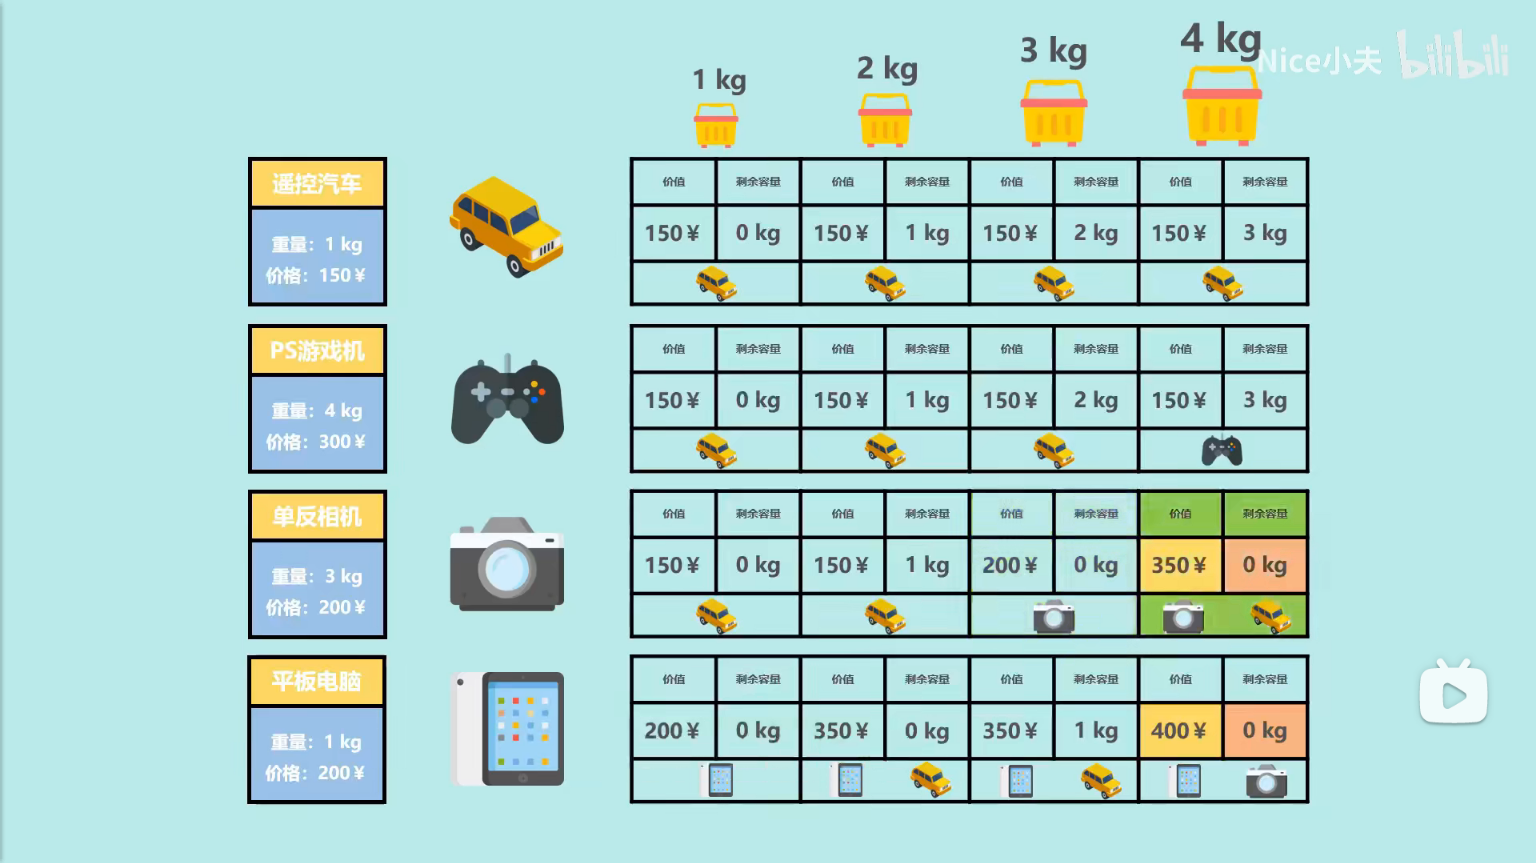 1 kg
2 kg
3 kg
4 kg
Nice小夫 bilibili
遥控汽车
重量：1 kg
价格：150¥
价值 剩余容量 价值 剩余容量 价值 剩余容量 价值 剩余容量
150¥ 0 kg 150¥ 1 kg 150¥ 2 kg 150¥ 3 kg
PS游戏机
重量：4 kg
价格：300¥
价值 剩余容量 价值 剩余容量 价值 剩余容量 价值 剩余容量
150¥ 0 kg 150¥ 1 kg 150¥ 2 kg 150¥ 3 kg
单反相机
重量：3 kg
价格：200¥
价值 剩余容量 价值 剩余容量 价值 剩余容量 价值 剩余容量
150¥ 0 kg 150¥ 1 kg 200¥ 0 kg 350¥ 0 kg
平板电脑
重量：1 kg
价格：200¥
价值 剩余容量 价值 剩余容量 价值 剩余容量 价值 剩余容量
200¥ 0 kg 350¥ 0 kg 350¥ 1 kg 400¥ 0 kg